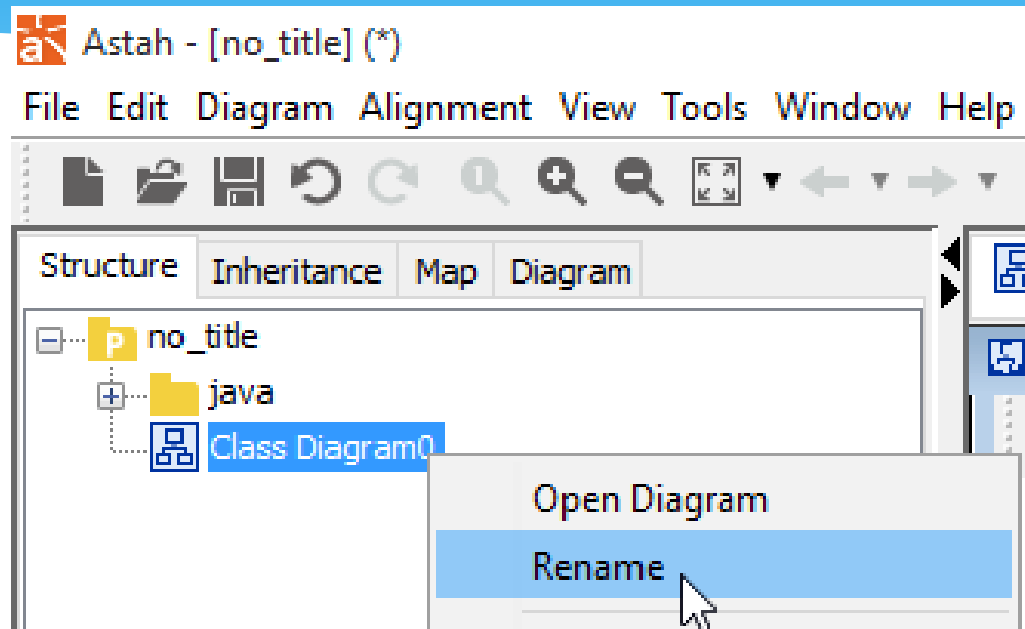 Astah - [no_title] (*)
File Edit Diagram Alignment View Tools Window Help
Structure Inheritance Map Diagram
no_title
java
Class Diagram0
Open Diagram
Rename